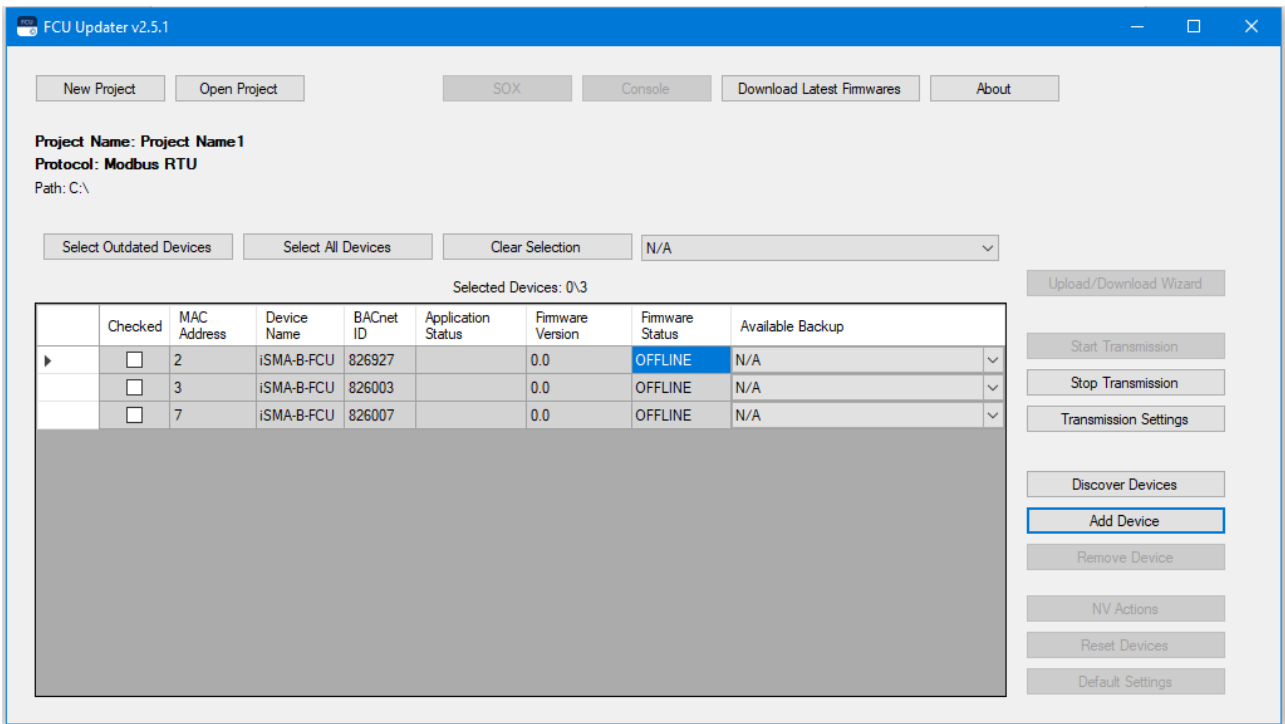 FCU FCU Updater v2.5.1
New Project Open Project SOX Console Download Latest Firmwares About
Project Name: Project Name1
Protocol: Modbus RTU
Path: C:\
Select Outdated Devices Select All Devices Clear Selection N/A
Selected Devices: 0\3
Upload/Download Wizard
Checked MAC Address Device Name BACnet ID Application Status Firmware Version Firmware Status Available Backup
2 iSMA-B-FCU 826927 0.0 OFFLINE N/A
3 iSMA-B-FCU 826003 0.0 OFFLINE N/A
7 iSMA-B-FCU 826007 0.0 OFFLINE N/A
Start Transmission
Stop Transmission
Transmission Settings
Discover Devices
Add Device
Remove Device
NV Actions
Reset Devices
Default Settings